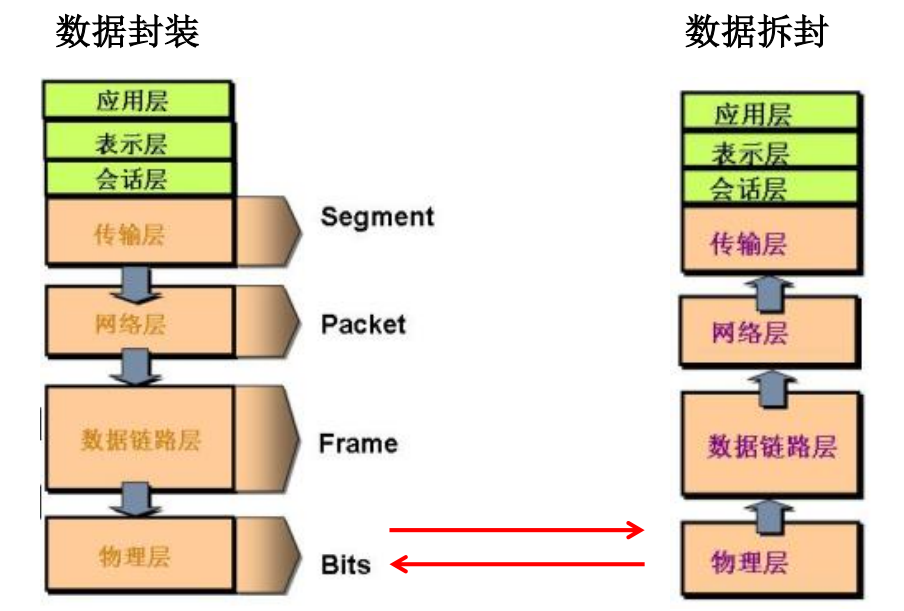 数据封装
应用层
表示层
会话层
传输层
Segment
网络层
Packet
数据链路层
Frame
物理层
Bits
数据拆封
应用层
表示层
会话层
传输层
网络层
数据链路层
物理层